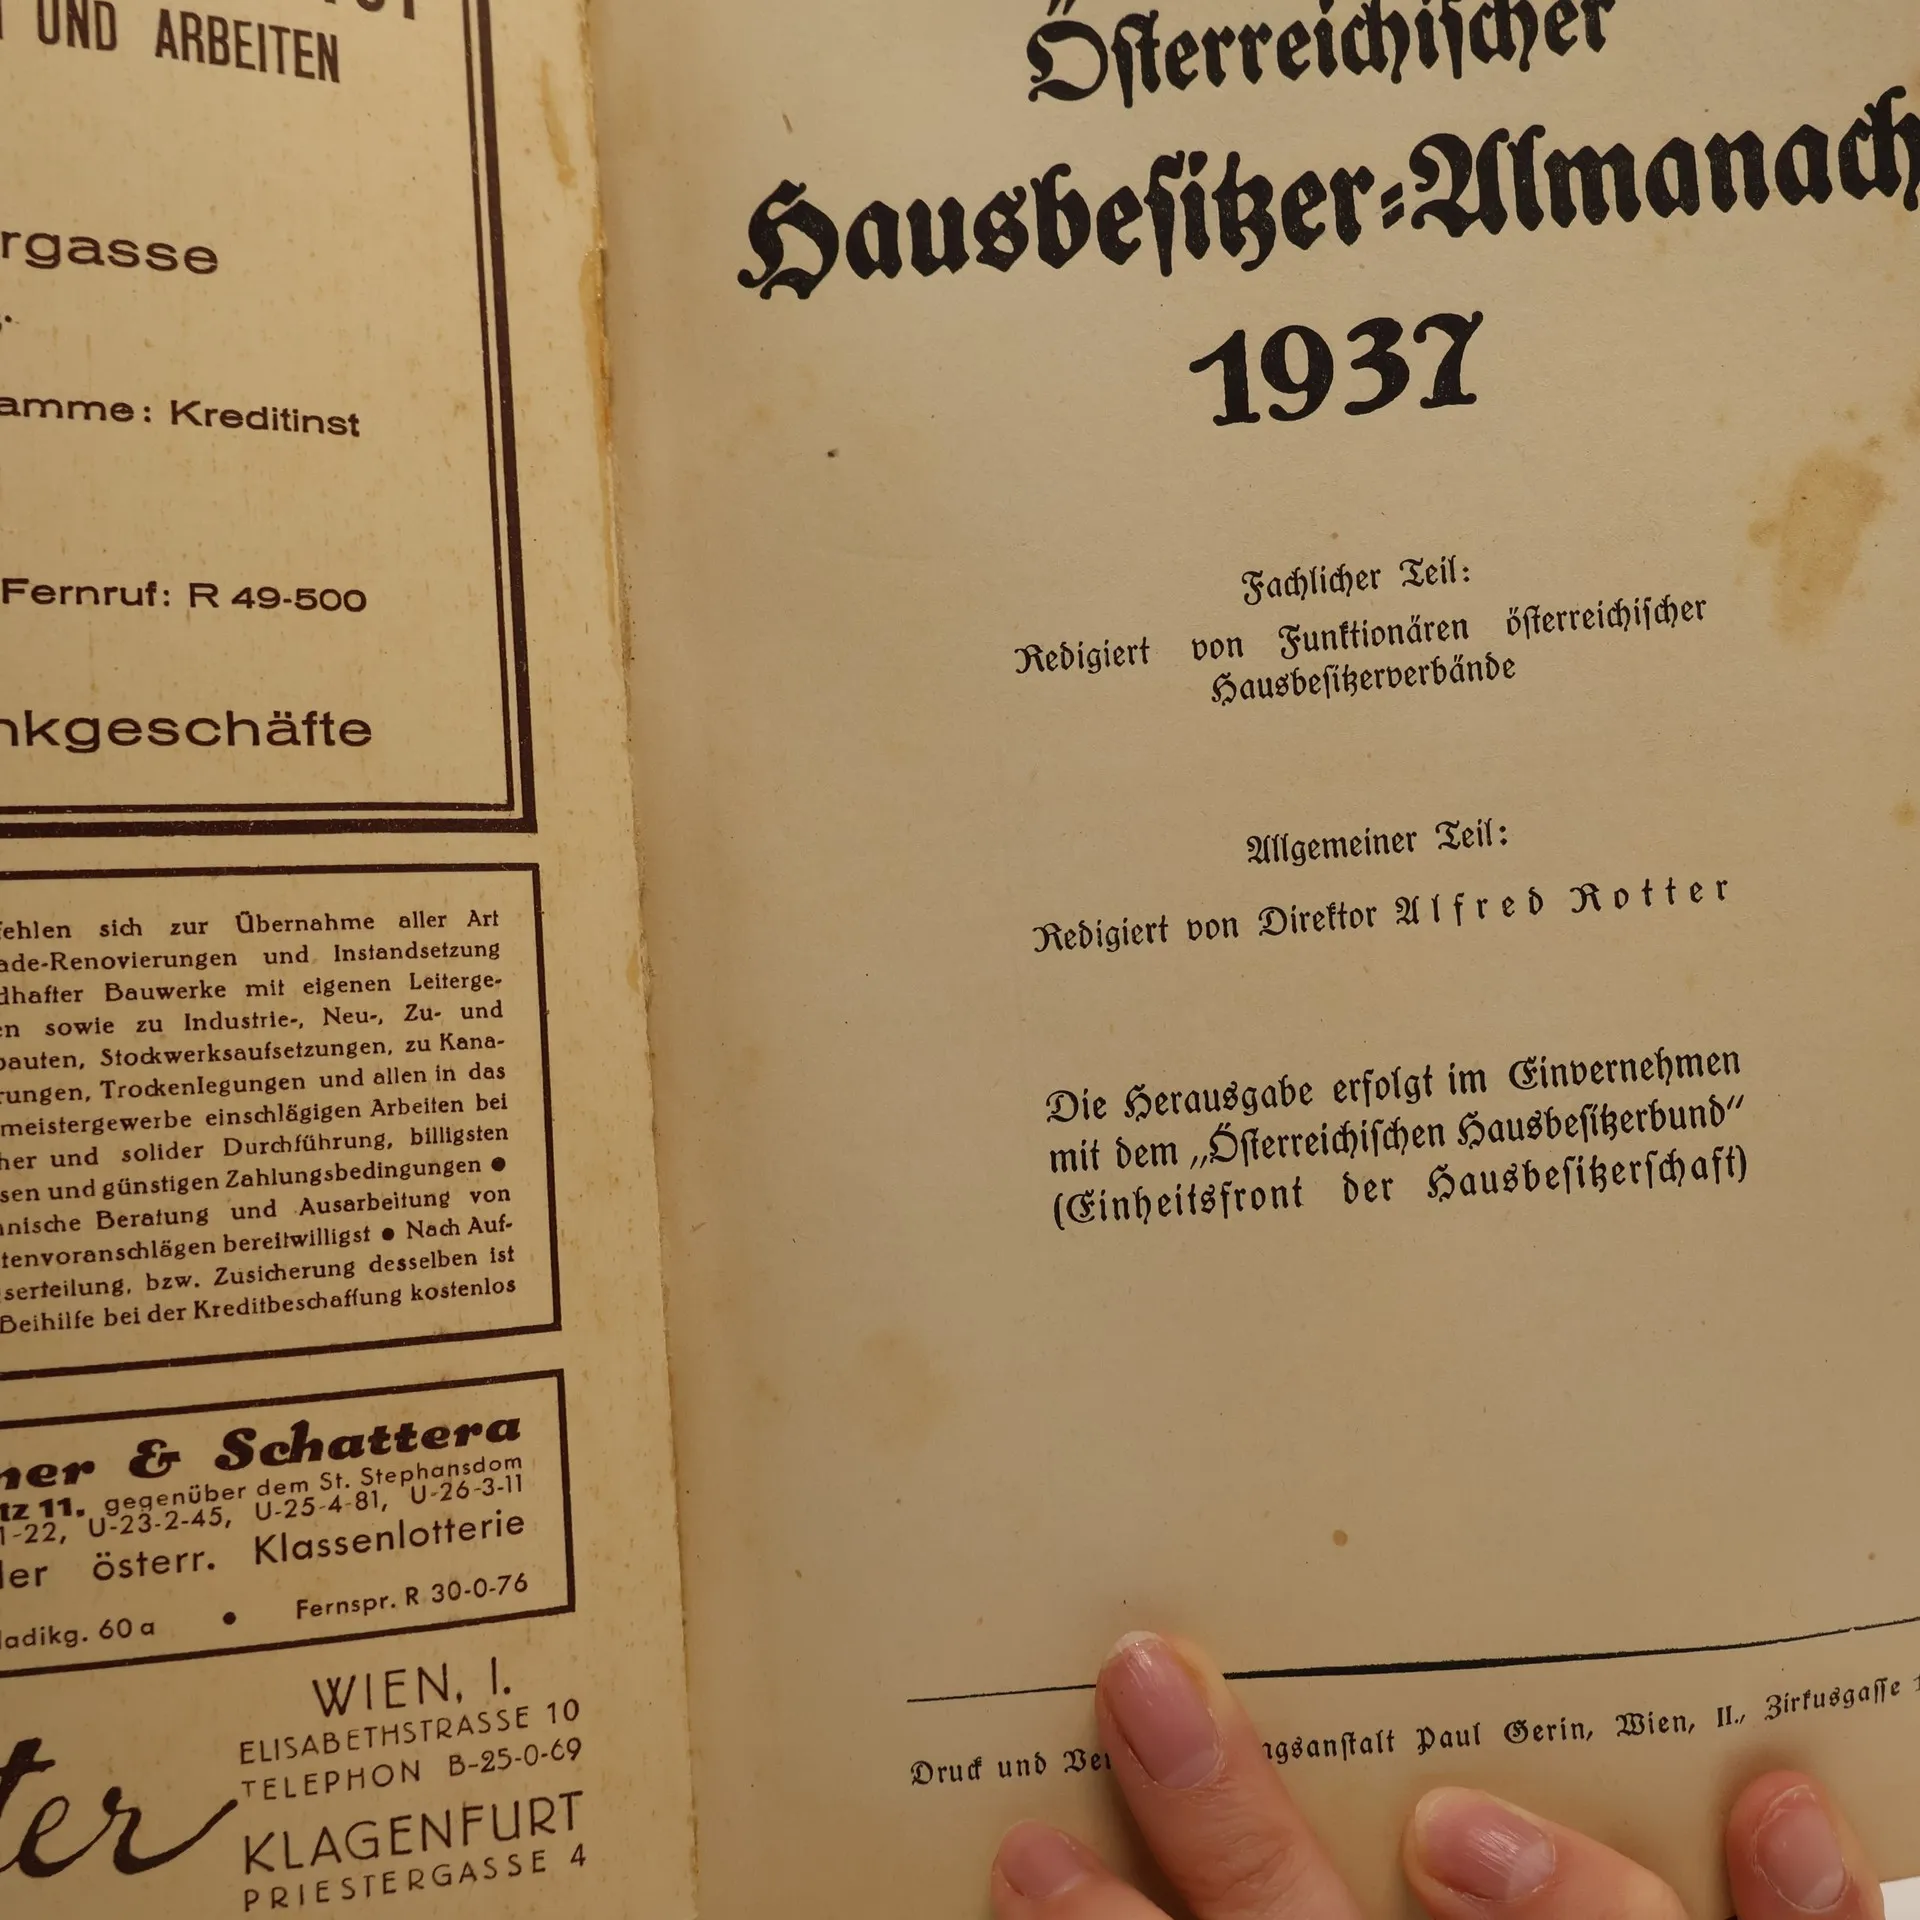 UND ARBEITEN
rgasse
amme: Kreditinst
Fernruf: R 49-500
nkgeschäfte
fehlen sich zur Übernahme aller Art
ade-Renovierungen und Instandsetzung
dhafter Bauwerke mit eigenen Leiterge-
en sowie zu Industrie-, Neu-, Zu- und
bauten, Stockwerksaufsetzungen, zu Kana-
rungen, Trockenlegungen und allen in das
meistergewerbe einschlägigen Arbeiten bei
her und solider Durchführung, billigsten
sen und günstigen Zahlungsbedingungen ●
nnische Beratung und Ausarbeitung von
tenvoranschlägen bereitwilligst ● Nach Auf-
serteilung, bzw. Zusicherung desselben ist
Beihilfe bei der Kreditbeschaffung kostenlos
ner & Schattera
tz 11. gegenüber dem St. Stephansdom
1-22, U-23-2-45, U-25-4-81, U-26-3-11
der österr. Klassenlotterie
ladikg. 60 a ● Fernspr. R 30-0-76
ter
WIEN, I.
ELISABETHSTRASSE 10
TELEPHON B-25-0-69
KLAGENFURT
PRIESTERGASSE 4
Österreichischer
Hausbesitzer-Almanach
1937
Fachlicher Teil:
Redigiert von Funktionären österreichischer
Hausbesitzerverbände
Allgemeiner Teil:
Redigiert von Direktor Alfred Rotter
Die Herausgabe erfolgt im Einvernehmen
mit dem „Österreichischen Hausbesitzerbund“
(Einheitsfront der Hausbesitzerschaft)
Druck und Ver ngsanstalt Paul Gerin, Wien, II., Zirkusgasse